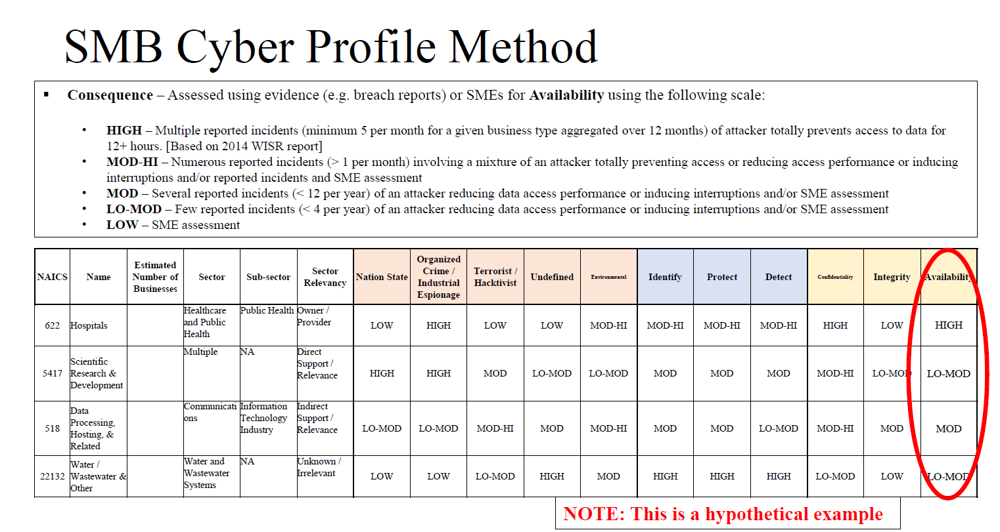 SMB Cyber Profile Method
▪ Consequence – Assessed using evidence (e.g. breach reports) or SMEs for Availability using the following scale:
• HIGH – Multiple reported incidents (minimum 5 per month for a given business type aggregated over 12 months) of attacker totally prevents access to data for
12+ hours. [Based on 2014 WISR report]
• MOD-HI – Numerous reported incidents (> 1 per month) involving a mixture of an attacker totally preventing access or reducing access performance or inducing
interruptions and/or reported incidents and SME assessment
• MOD – Several reported incidents (< 12 per year) of an attacker reducing data access performance or inducing interruptions and/or SME assessment
• LO-MOD – Few reported incidents (< 4 per year) of an attacker reducing data access performance or inducing interruptions and/or SME assessment
• LOW – SME assessment
NAICS
Name
Estimated
Number of
Businesses
Sector
Sub-sector
Sector
Relevancy
Nation State
Organized
Crime /
Industrial
Espionage
Terrorist /
Hacktivist
Undefined
Environmental
Identify
Protect
Detect
Confidentiality
Integrity
Availability
622
Hospitals
Healthcare
and Public
Health
Public Health
Owner /
Provider
LOW
HIGH
LOW
LOW
MOD-HI
MOD-HI
MOD-HI
MOD-HI
HIGH
LOW
HIGH
5417
Scientific
Research &
Development
Multiple
NA
Direct
Support /
Relevance
HIGH
HIGH
MOD
LO-MOD
LO-MOD
MOD
MOD
MOD
MOD-HI
LO-MOD
LO-MOD
518
Data
Processing,
Hosting, &
Related
Communicati
ons
Information
Technology
Industry
Indirect
Support /
Relevance
LO-MOD
LO-MOD
MOD-HI
MOD
MOD-HI
MOD
MOD
LO-MOD
MOD-HI
MOD
MOD
22132
Water /
Wastewater &
Other
Water and
Wastewater
Systems
NA
Unknown /
Irrelevant
LOW
LOW
LO-MOD
HIGH
MOD
HIGH
HIGH
HIGH
LO-MOD
LOW
LO-MOD
NOTE: This is a hypothetical example